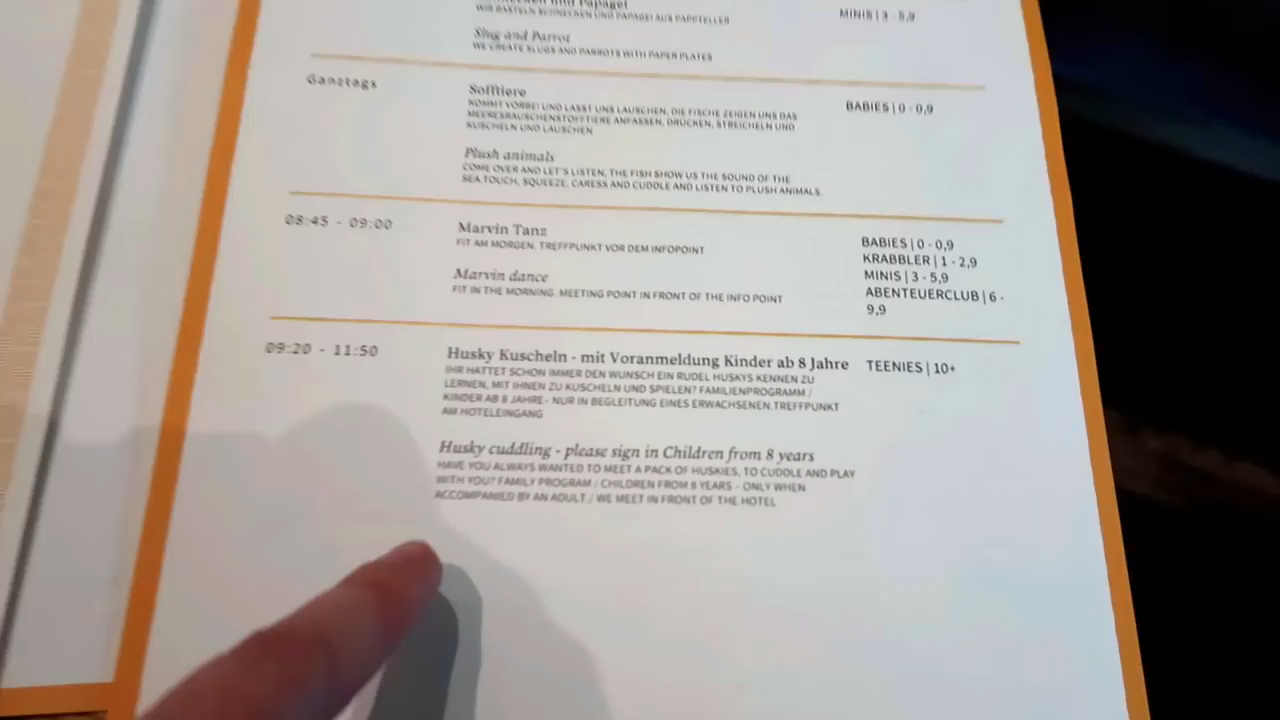 WIR BASTELN SCHNECKEN UND PAPAGEI AUS PAPPTELLER
MINIS | 3 - 5,9
Slug and Parrot
WE CREATE SLUGS AND PARROTS WITH PAPER PLATES
Ganztags
Softtiere
BABIES | 0 - 0,9
KOMMT VORBEI UND LASST UNS LAUSCHEN, DIE FISCHE ZEIGEN UNS DAS
MEERESRAUSCHENSTOFFTIERE ANFASSEN, DRÜCKEN, STREICHELN UND
KUSCHELN UND LAUSCHEN
Plush animals
COME OVER AND LET'S LISTEN, THE FISH SHOW US THE SOUND OF THE
SEA.TOUCH, SQUEEZE, CARESS AND CUDDLE AND LISTEN TO PLUSH ANIMALS.
08:45 - 09:00
Marvin Tanz
FIT AM MORGEN. TREFFPUNKT VOR DEM INFOPOINT
Marvin dance
FIT IN THE MORNING. MEETING POINT IN FRONT OF THE INFO POINT
BABIES | 0 - 0,9
KRABBLER | 1 - 2,9
MINIS | 3 - 5,9
ABENTEUERCLUB | 6 -
9,9
09:20 - 11:50
Husky Kuscheln - mit Voranmeldung Kinder ab 8 Jahre
TEENIES | 10+
IHR HATTET SCHON IMMER DEN WUNSCH EIN RUDEL HUSKYS KENNEN ZU
LERNEN, MIT IHNEN ZU KUSCHELN UND SPIELEN? FAMILIENPROGRAMM /
KINDER AB 8 JAHRE - NUR IN BEGLEITUNG EINES ERWACHSENEN.TREFFPUNKT
AM HOTELEINGANG
Husky cuddling - please sign in Children from 8 years
HAVE YOU ALWAYS WANTED TO MEET A PACK OF HUSKIES, TO CUDDLE AND PLAY
WITH YOU? FAMILY PROGRAM / CHILDREN FROM 8 YEARS - ONLY WHEN
ACCOMPANIED BY AN ADULT / WE MEET IN FRONT OF THE HOTEL